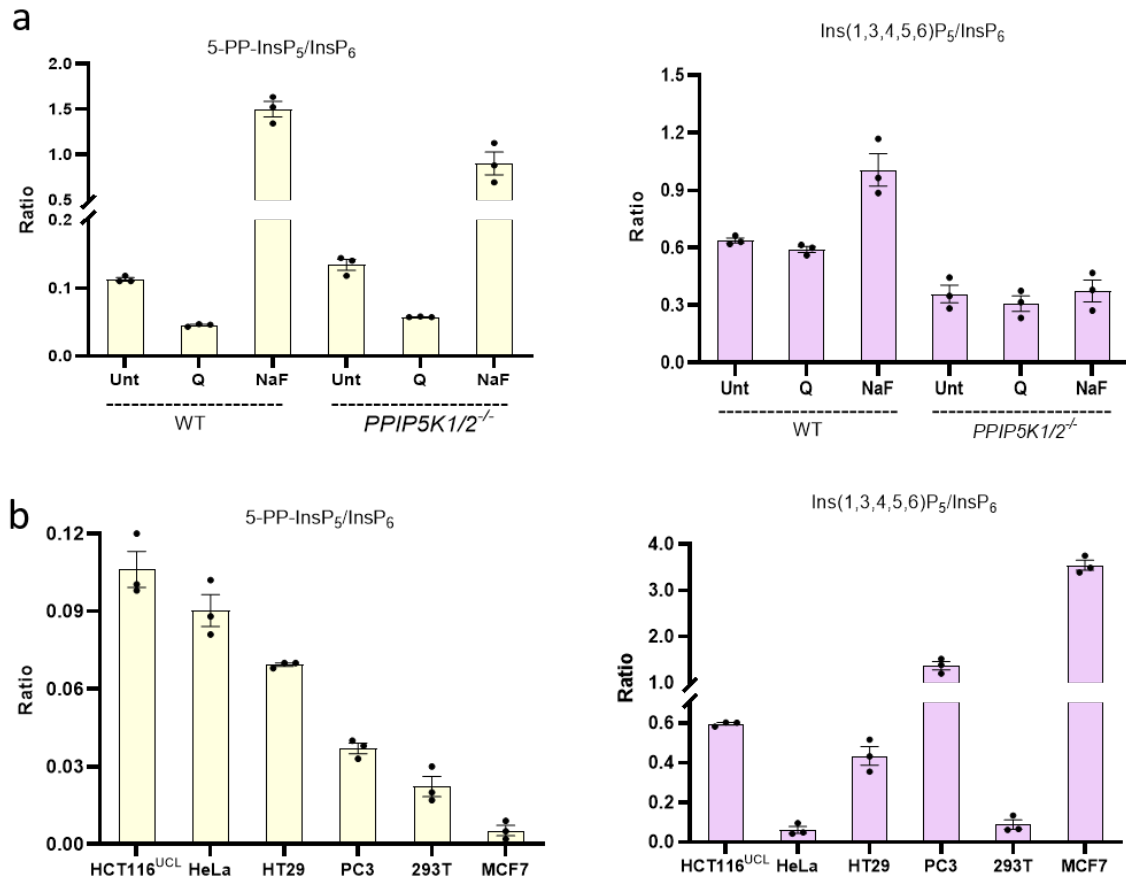 a
5-PP-InsP₅/InsP₆
Ratio
2.0
1.5
1.0
0.5
0.2
0.1
0.0
Unt Q NaF Unt Q NaF
WT PPIP5K1/2⁻/⁻
Ins(1,3,4,5,6)P₅/InsP₆
Ratio
1.5
1.2
0.9
0.6
0.3
0.0
Unt Q NaF Unt Q NaF
WT PPIP5K1/2⁻/⁻
b
5-PP-InsP₅/InsP₆
Ratio
0.12
0.09
0.06
0.03
0.00
HCT116ᵁᶜᴸ HeLa HT29 PC3 293T MCF7
Ins(1,3,4,5,6)P₅/InsP₆
Ratio
4.0
3.0
2.0
1.0
0.6
0.4
0.2
0.0
HCT116ᵁᶜᴸ HeLa HT29 PC3 293T MCF7